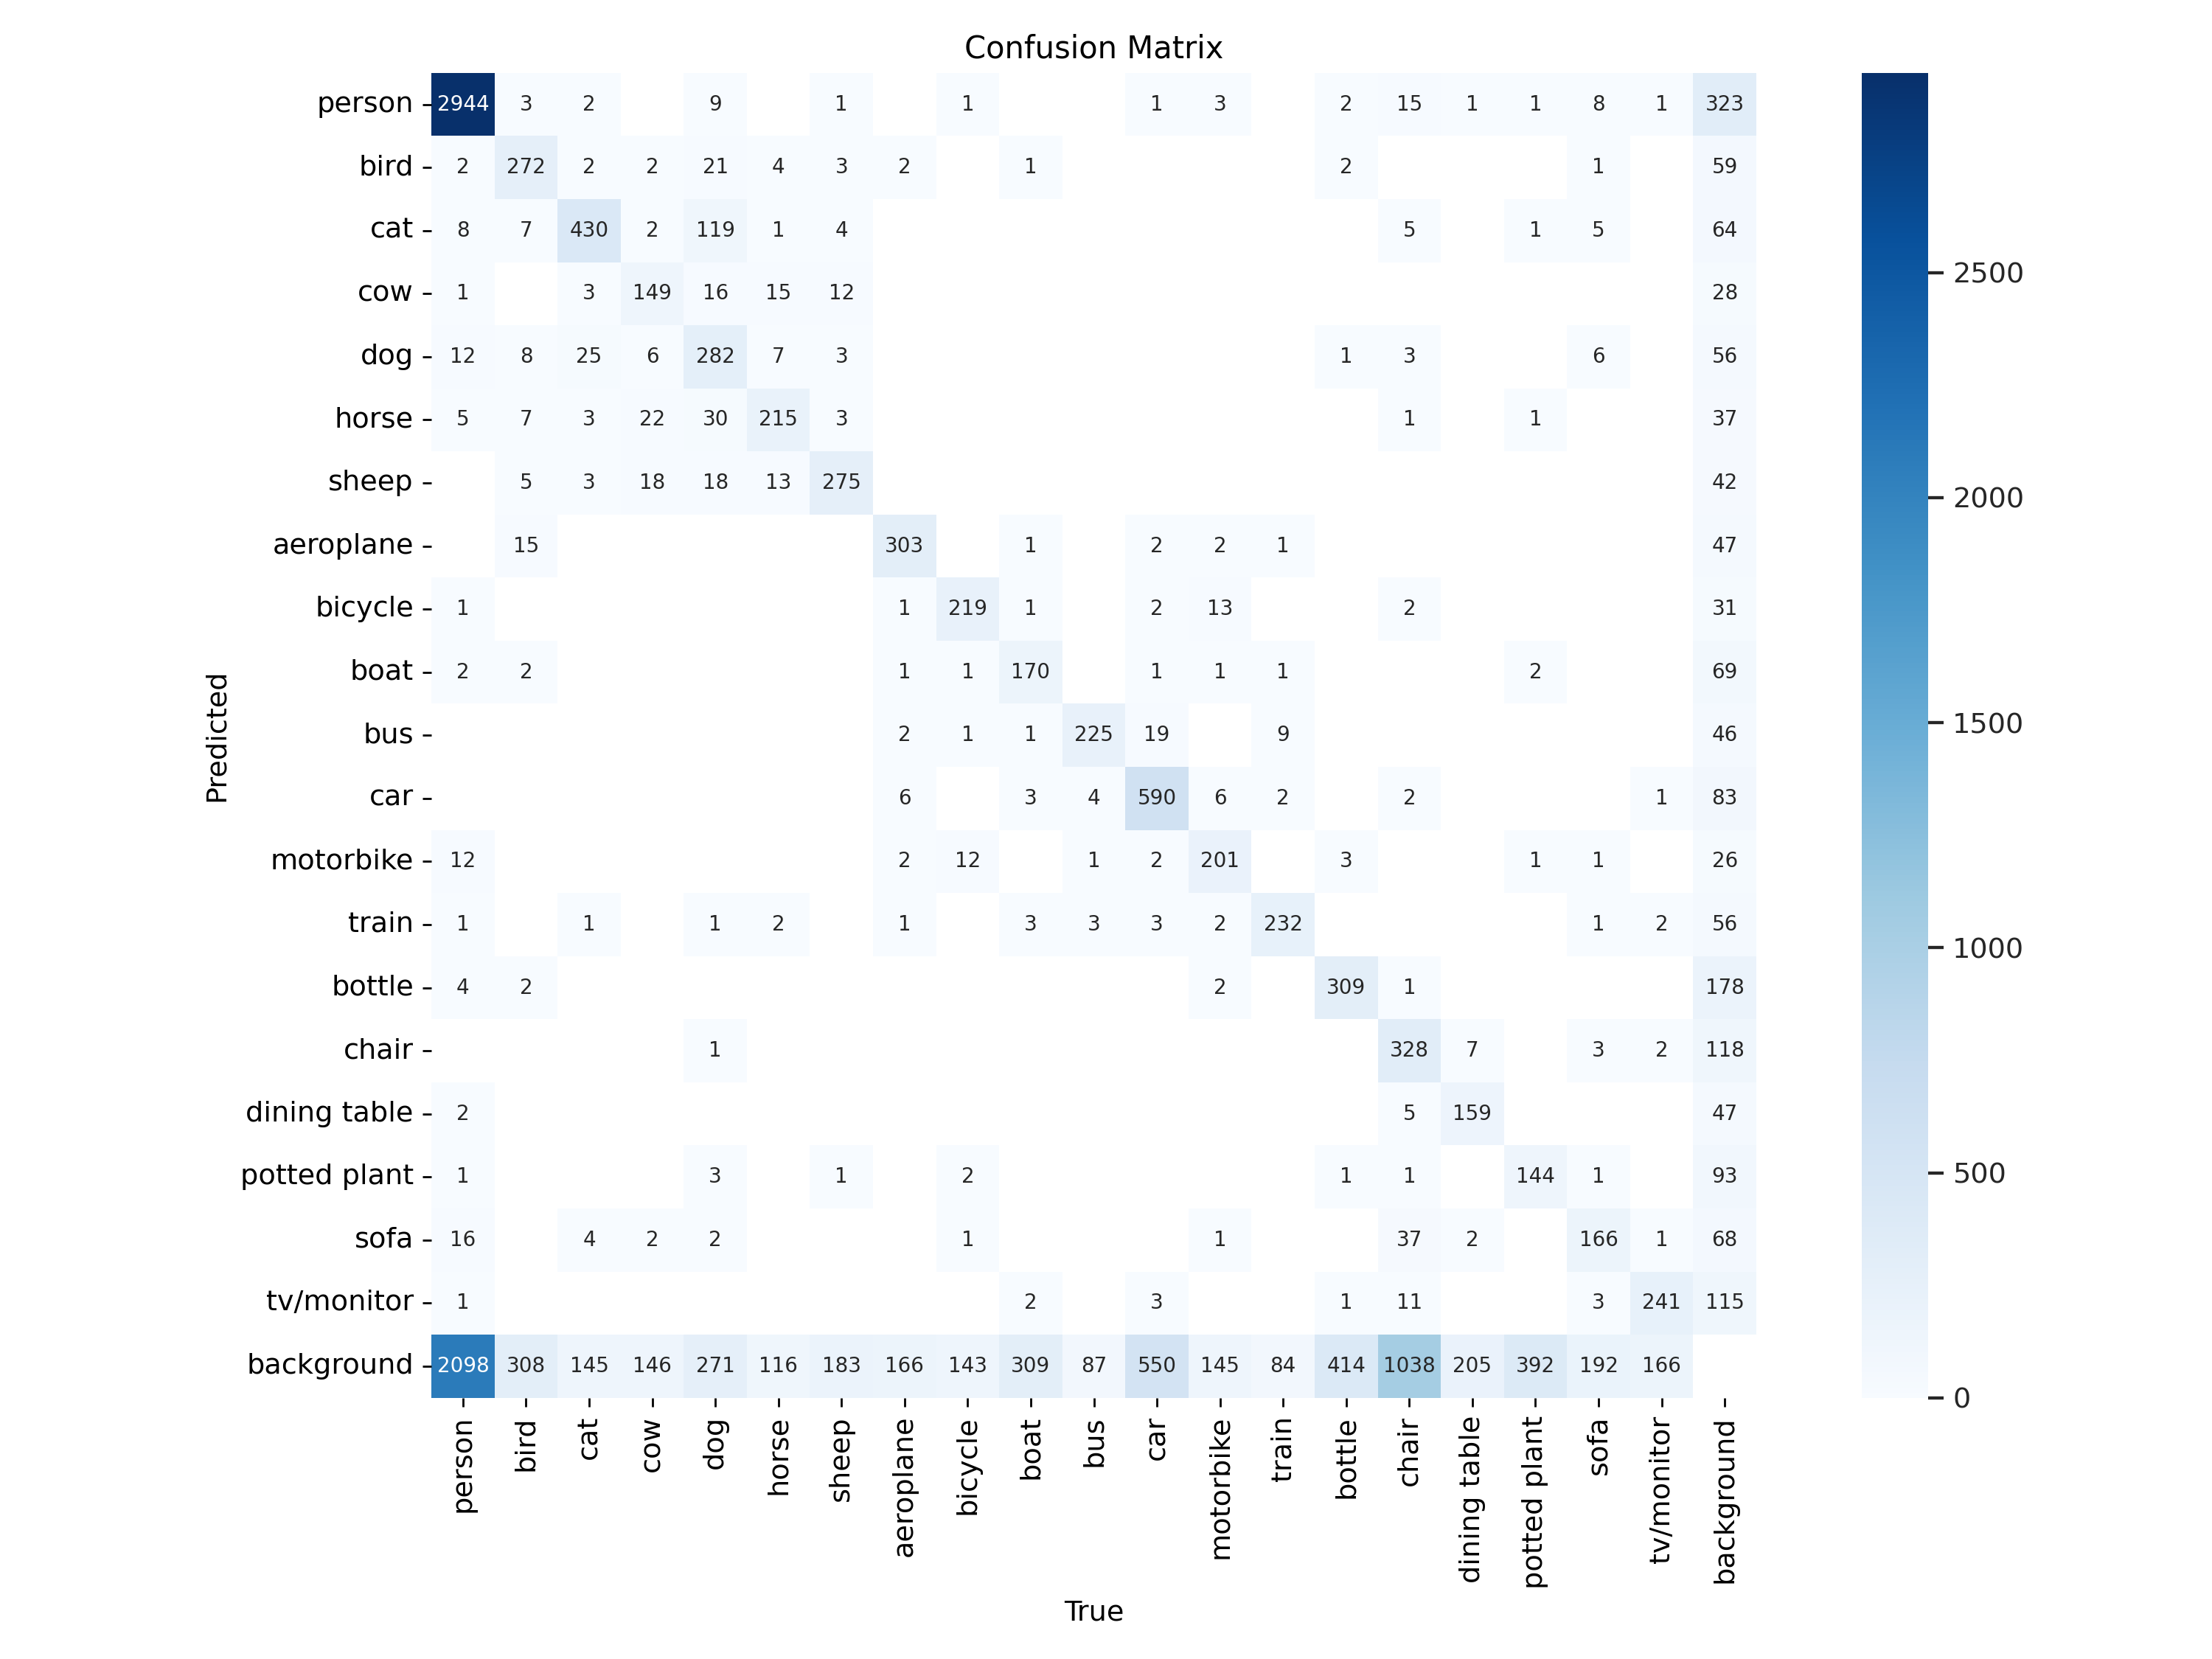 Confusion Matrix
person 2944 3 2 9 1 1 1 3 2 15 1 1 8 1 323
bird 2 272 2 2 21 4 3 2 1 2 1 59
cat 8 7 430 2 119 1 4 5 1 5 64
cow 1 3 149 16 15 12 28
dog 12 8 25 6 282 7 3 1 3 6 56
horse 5 7 3 22 30 215 3 1 1 37
sheep 5 3 18 18 13 275 42
aeroplane 15 303 1 2 2 1 47
bicycle 1 1 219 1 2 13 2 31
boat 2 2 1 1 170 1 1 1 2 69
bus 2 1 1 225 19 9 46
car 6 3 4 590 6 2 2 1 83
motorbike 12 2 12 1 2 201 3 1 1 26
train 1 1 1 2 1 3 3 3 2 232 1 2 56
bottle 4 2 2 309 1 178
chair 1 328 7 3 2 118
dining table 2 5 159 47
potted plant 1 3 1 2 1 1 144 1 93
sofa 16 4 2 2 1 1 37 2 166 1 68
tv/monitor 1 2 3 1 11 3 241 115
background 2098 308 145 146 271 116 183 166 143 309 87 550 145 84 414 1038 205 392 192 166
person bird cat cow dog horse sheep aeroplane bicycle boat bus car motorbike train bottle chair dining table potted plant sofa tv/monitor background
True
Predicted
2500
2000
1500
1000
500
0